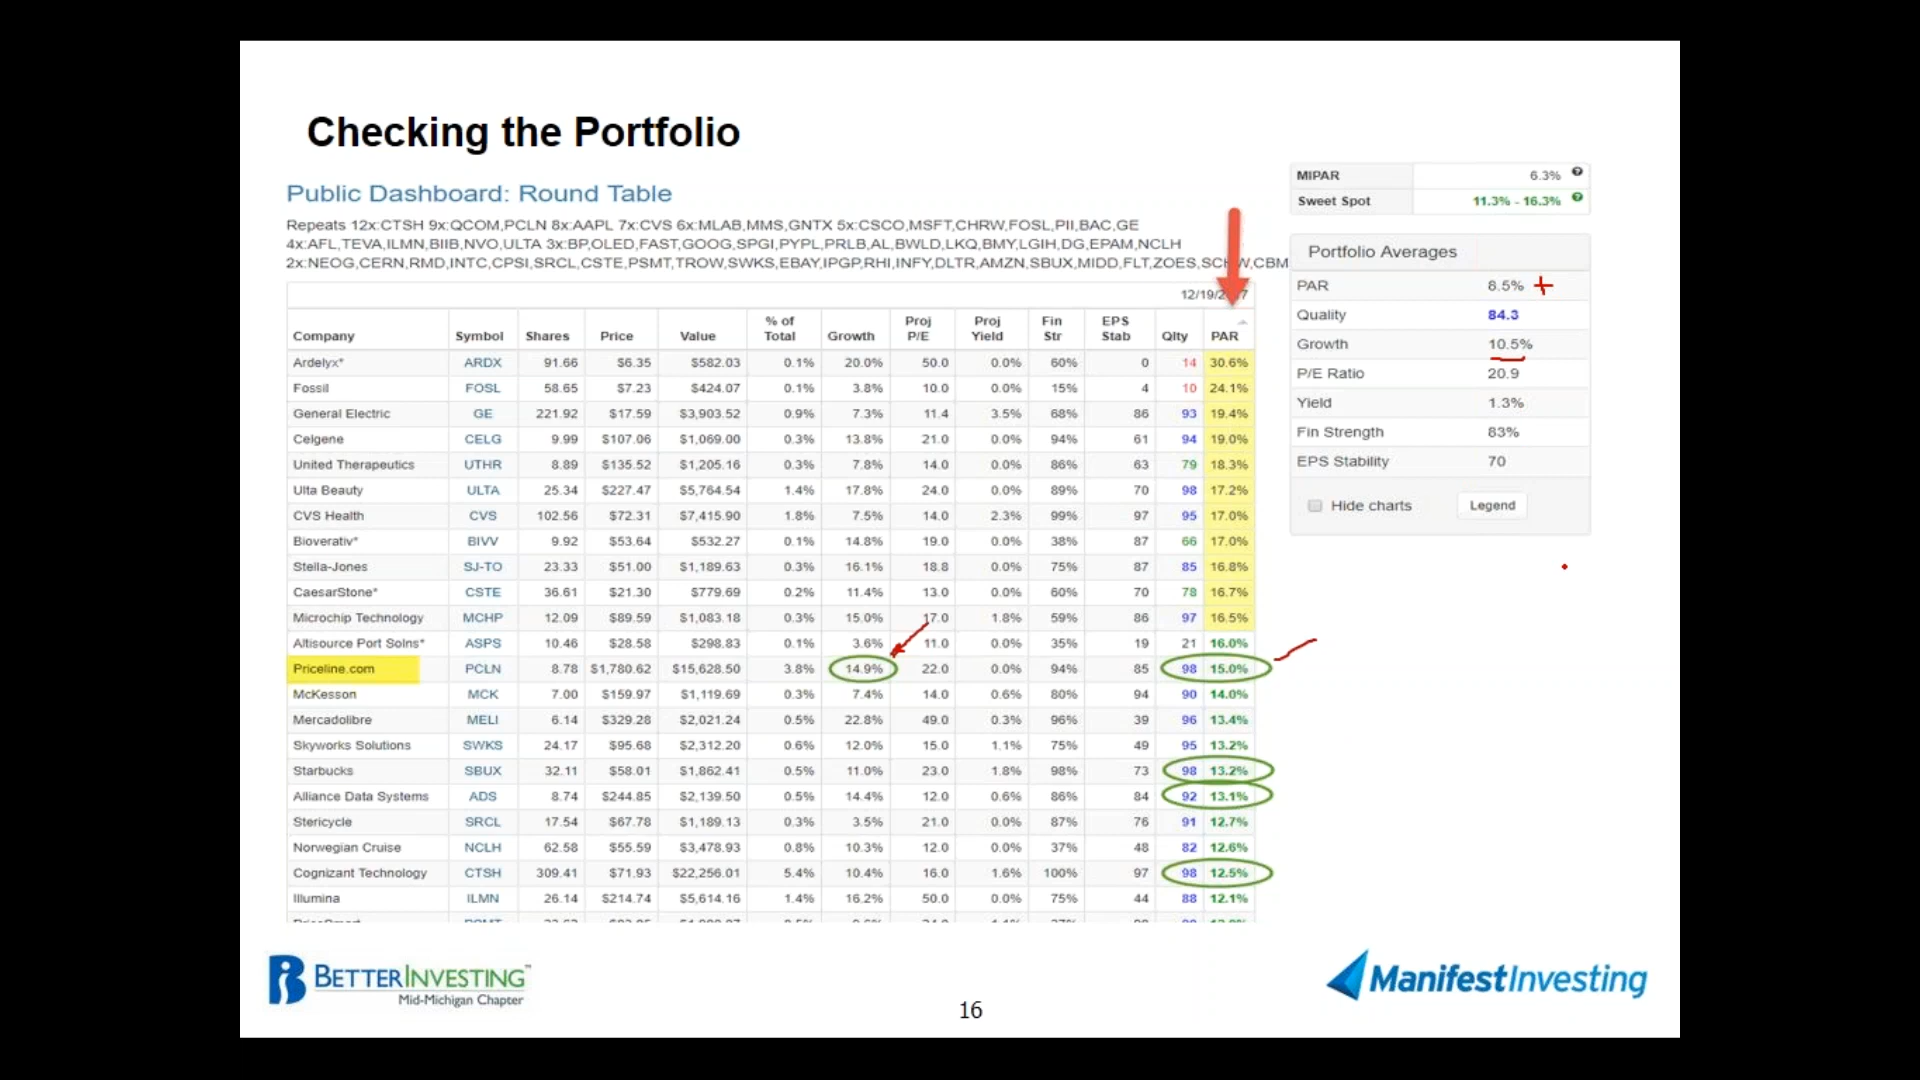 Checking the Portfolio
Public Dashboard: Round Table
Repeats 12x:CTSH 9x:QCOM,PCLN 8x:AAPL 7x:CVS 6x:MLAB,MMS,GNTX 5x:CSCO,MSFT,CHRW,FOSL,PII,BAC,GE
4x:AFL,TEVA,ILMN,BIIB,NVO,ULTA 3x:BP,OLED,FAST,GOOG,SPGI,PYPL,PRLB,AL,BWLD,LKQ,BMY,LGIH,DG,EPAM,NCLH
2x:NEOG,CERN,RMD,INTC,CPSI,SRCL,CSTE,PSMT,TROW,SWKS,EBAY,IPGP,RHI,INFY,DLTR,AMZN,SBUX,MIDD,FLT,ZOES,SCHW,CBM
Company Symbol Shares Price Value % of Total Growth Proj P/E Proj Yield Fin Str EPS Stab Qlty PAR
Ardelyx* ARDX 91.66 $6.35 $582.03 0.1% 20.0% 50.0 0.0% 60% 0 14 30.6%
Fossil FOSL 58.65 $7.23 $424.07 0.1% 3.8% 10.0 0.0% 15% 4 10 24.1%
General Electric GE 221.92 $17.59 $3,903.52 0.9% 7.3% 11.4 3.5% 68% 86 93 19.4%
Celgene CELG 9.99 $107.06 $1,069.00 0.3% 13.8% 21.0 0.0% 94% 61 94 19.0%
United Therapeutics UTHR 8.89 $135.52 $1,205.16 0.3% 7.8% 14.0 0.0% 86% 63 79 18.3%
Ulta Beauty ULTA 25.34 $227.47 $5,764.54 1.4% 17.8% 24.0 0.0% 89% 70 98 17.2%
CVS Health CVS 102.56 $72.31 $7,415.90 1.8% 7.5% 14.0 2.3% 99% 97 95 17.0%
Bioverativ* BIVV 9.92 $53.64 $532.27 0.1% 14.8% 19.0 0.0% 38% 87 66 17.0%
Stella-Jones SJ-TO 23.33 $51.00 $1,189.63 0.3% 16.1% 18.8 0.0% 75% 87 85 16.8%
CaesarStone* CSTE 36.61 $21.30 $779.69 0.2% 11.4% 13.0 0.0% 60% 70 78 16.7%
Microchip Technology MCHP 12.09 $89.59 $1,083.18 0.3% 15.0% 17.0 1.8% 59% 86 97 16.5%
Altisource Port Solns* ASPS 10.46 $28.58 $298.83 0.1% 3.6% 11.0 0.0% 35% 19 21 16.0%
Priceline.com PCLN 8.78 $1,780.62 $15,628.50 3.8% 14.9% 22.0 0.0% 94% 85 98 15.0%
McKesson MCK 7.00 $159.97 $1,119.69 0.3% 7.4% 14.0 0.6% 80% 94 90 14.0%
Mercadolibre MELI 6.14 $329.28 $2,021.24 0.5% 22.8% 49.0 0.3% 96% 39 96 13.4%
Skyworks Solutions SWKS 24.17 $95.68 $2,312.20 0.6% 12.0% 15.0 1.1% 75% 49 95 13.2%
Starbucks SBUX 32.11 $58.01 $1,862.41 0.5% 11.0% 23.0 1.8% 98% 73 98 13.2%
Alliance Data Systems ADS 8.74 $244.85 $2,139.50 0.5% 14.4% 12.0 0.6% 86% 84 92 13.1%
Stericycle SRCL 17.54 $67.78 $1,189.13 0.3% 3.5% 21.0 0.0% 87% 76 91 12.7%
Norwegian Cruise NCLH 62.58 $55.59 $3,478.93 0.8% 10.3% 12.0 0.0% 37% 48 82 12.6%
Cognizant Technology CTSH 309.41 $71.93 $22,256.01 5.4% 10.4% 16.0 1.6% 100% 97 98 12.5%
Illumina ILMN 26.14 $214.74 $5,614.16 1.4% 16.2% 50.0 0.0% 75% 44 88 12.1%
MIPAR 6.3%
Sweet Spot 11.3% - 16.3%
Portfolio Averages
PAR 8.5% +
Quality 84.3
Growth 10.5%
P/E Ratio 20.9
Yield 1.3%
Fin Strength 83%
EPS Stability 70
Hide charts Legend
BETTERINVESTING™
Mid-Michigan Chapter
16
ManifestInvesting